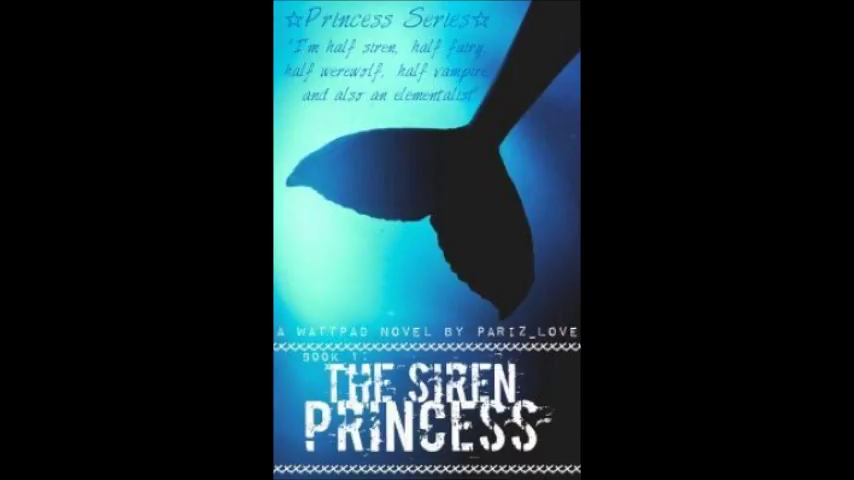 ☆Princess Series☆
"I'm half siren, half fairy,
half werewolf, half vampire,
and also an elementalist"
A WATTPAD NOVEL BY PARIZ_LOVE
BOOK 1:
THE SIREN
PRINCESS